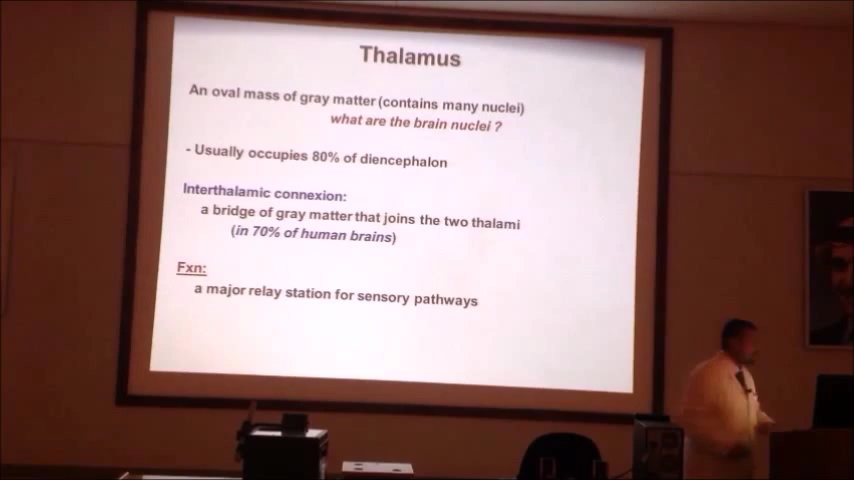 Thalamus
An oval mass of gray matter (contains many nuclei)
what are the brain nuclei ?
- Usually occupies 80% of diencephalon
Interthalamic connexion:
a bridge of gray matter that joins the two thalami
(in 70% of human brains)
Fxn:
a major relay station for sensory pathways